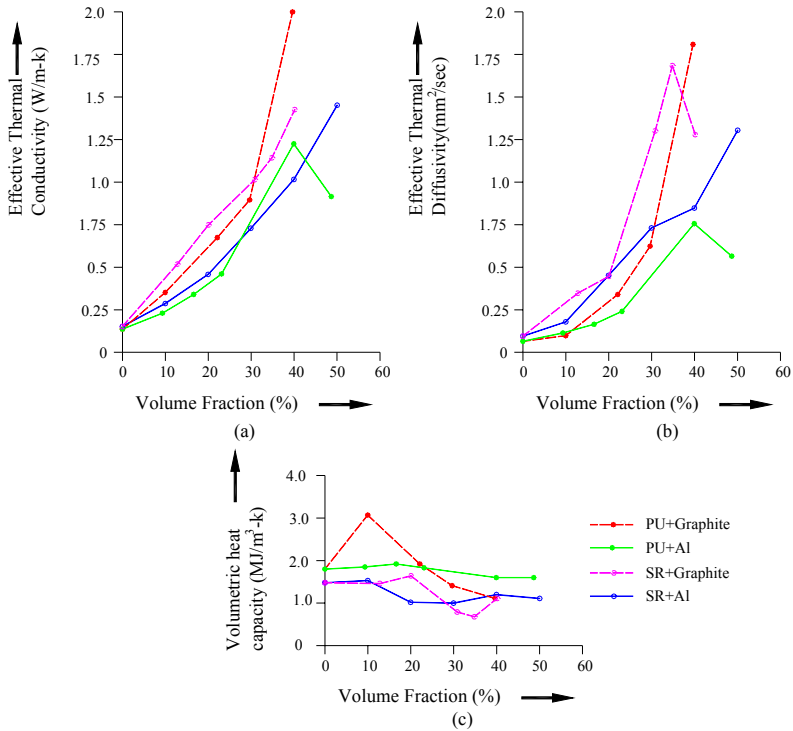 Effective Thermal
Conductivity (W/m-k)
2.0
1.75
1.5
1.25
1.0
1.75
0.5
0.25
0
0 10 20 30 40 50 60
Volume Fraction (%)
(a)
Effective Thermal
Diffusivity(mm²/sec)
2.0
1.75
1.5
1.25
1.0
1.75
0.5
0.25
0
0 10 20 30 40 50 60
Volume Fraction (%)
(b)
Volumetric heat
capacity (MJ/m³-k)
4.0
3.0
2.0
1.0
0
0 10 20 30 40 50 60
Volume Fraction (%)
(c)
PU+Graphite
PU+Al
SR+Graphite
SR+Al